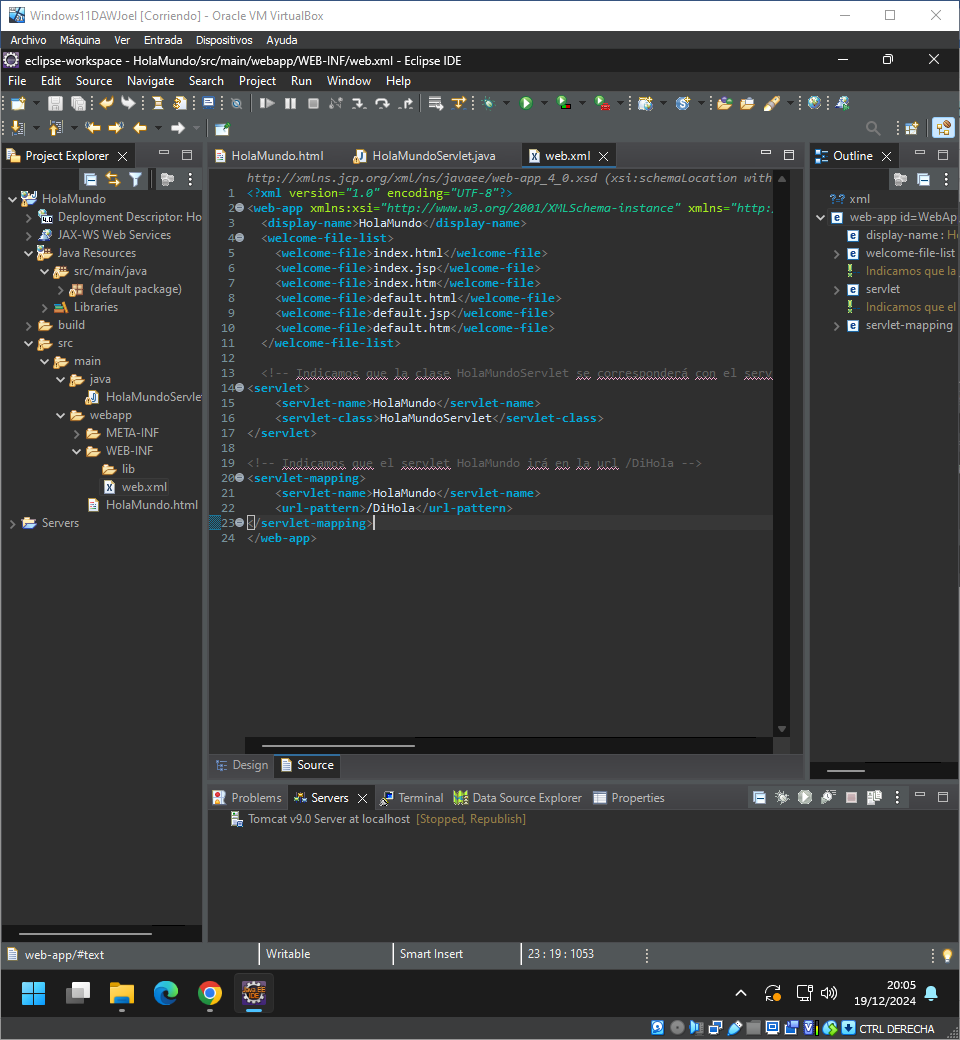 Windows11DAWJoel [Corriendo] - Oracle VM VirtualBox
Archivo Máquina Ver Entrada Dispositivos Ayuda
eclipse-workspace - HolaMundo/src/main/webapp/WEB-INF/web.xml - Eclipse IDE
File Edit Source Navigate Search Project Run Window Help
Project Explorer
HolaMundo
Deployment Descriptor: Ho
JAX-WS Web Services
Java Resources
src/main/java
(default package)
Libraries
build
src
main
java
HolaMundoServle
webapp
META-INF
WEB-INF
lib
web.xml
HolaMundo.html
Servers
HolaMundo.html HolaMundoServlet.java web.xml
http://xmlns.jcp.org/xml/ns/javaee/web-app_4_0.xsd (xsi:schemaLocation with
1 <?xml version="1.0" encoding="UTF-8"?>
2 <web-app xmlns:xsi="http://www.w3.org/2001/XMLSchema-instance" xmlns="http:/
3 <display-name>HolaMundo</display-name>
4 <welcome-file-list>
5 <welcome-file>index.html</welcome-file>
6 <welcome-file>index.jsp</welcome-file>
7 <welcome-file>index.htm</welcome-file>
8 <welcome-file>default.html</welcome-file>
9 <welcome-file>default.jsp</welcome-file>
10 <welcome-file>default.htm</welcome-file>
11 </welcome-file-list>
12
13 <!-- Indicamos que la clase HolaMundoServlet se corresponderá con el serv
14 <servlet>
15 <servlet-name>HolaMundo</servlet-name>
16 <servlet-class>HolaMundoServlet</servlet-class>
17 </servlet>
18
19 <!-- Indicamos que el servlet HolaMundo irá en la url /DiHola -->
20 <servlet-mapping>
21 <servlet-name>HolaMundo</servlet-name>
22 <url-pattern>/DiHola</url-pattern>
23 </servlet-mapping>
24 </web-app>
Design Source
Outline
?-? xml
web-app id=WebAp
display-name : Ho
welcome-file-list
Indicamos que la
servlet
Indicamos que el
servlet-mapping
Problems Servers Terminal Data Source Explorer Properties
Tomcat v9.0 Server at localhost [Stopped, Republish]
web-app/#text Writable Smart Insert 23 : 19 : 1053
20:05
19/12/2024
CTRL DERECHA